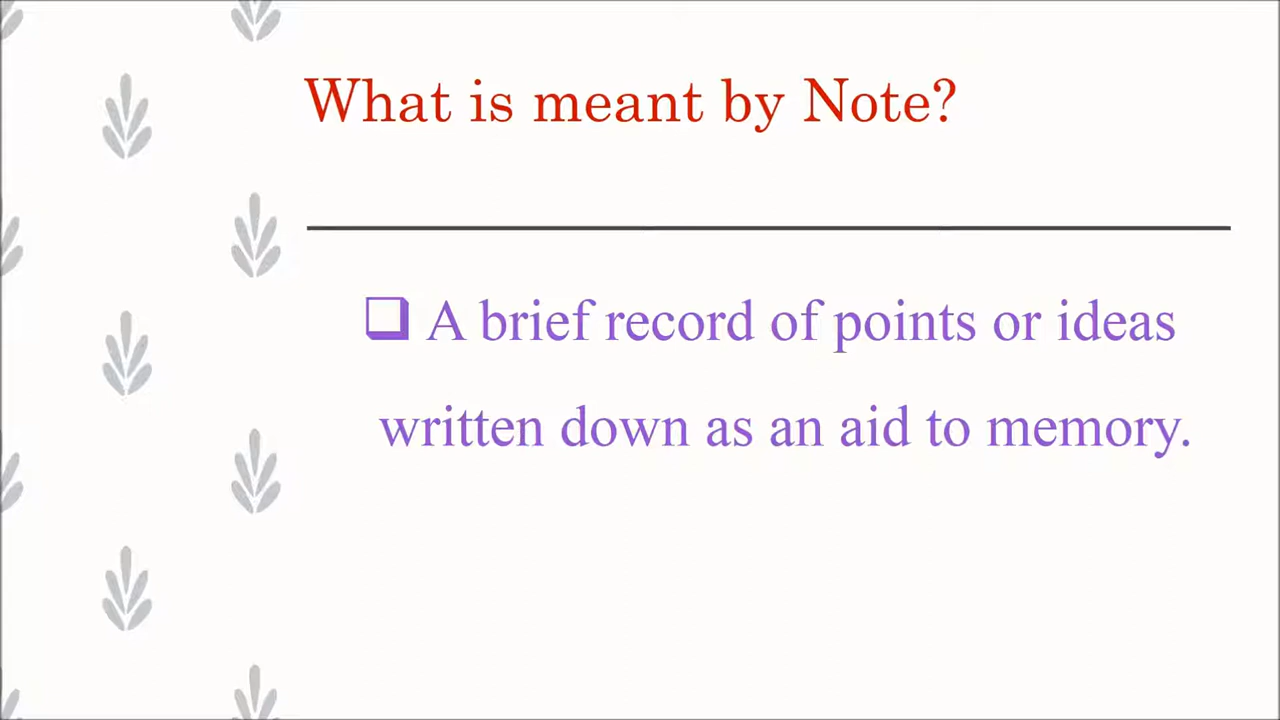 What is meant by Note?
❑ A brief record of points or ideas
written down as an aid to memory.